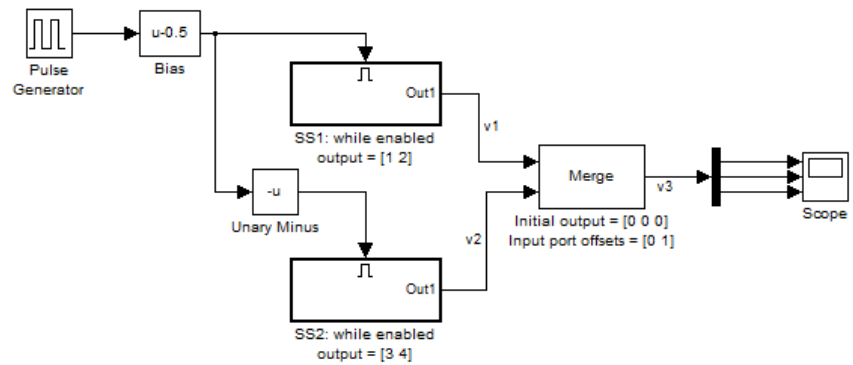 u-0.5
Pulse
Generator
Bias
Out1
SS1: while enabled
output = [1 2]
v1
Merge
v3
Scope
Initial output = [0 0 0]
Input port offsets = [0 1]
-u
Unary Minus
v2
Out1
SS2: while enabled
output = [3 4]